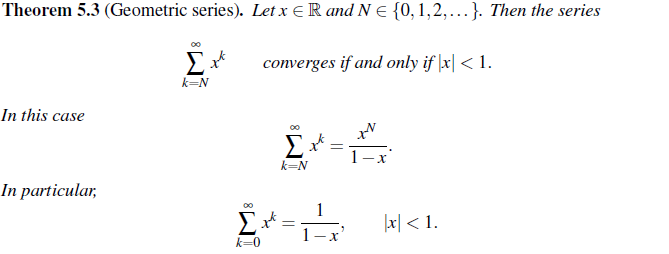 Theorem 5.3 (Geometric series). Let x ∈ ℝ and N ∈ {0,1,2,...}. Then the series
∞
∑ x^k converges if and only if |x| < 1.
k=N
In this case
∞
∑ x^k = x^N / (1 − x).
k=N
In particular,
∞
∑ x^k = 1 / (1 − x), |x| < 1.
k=0